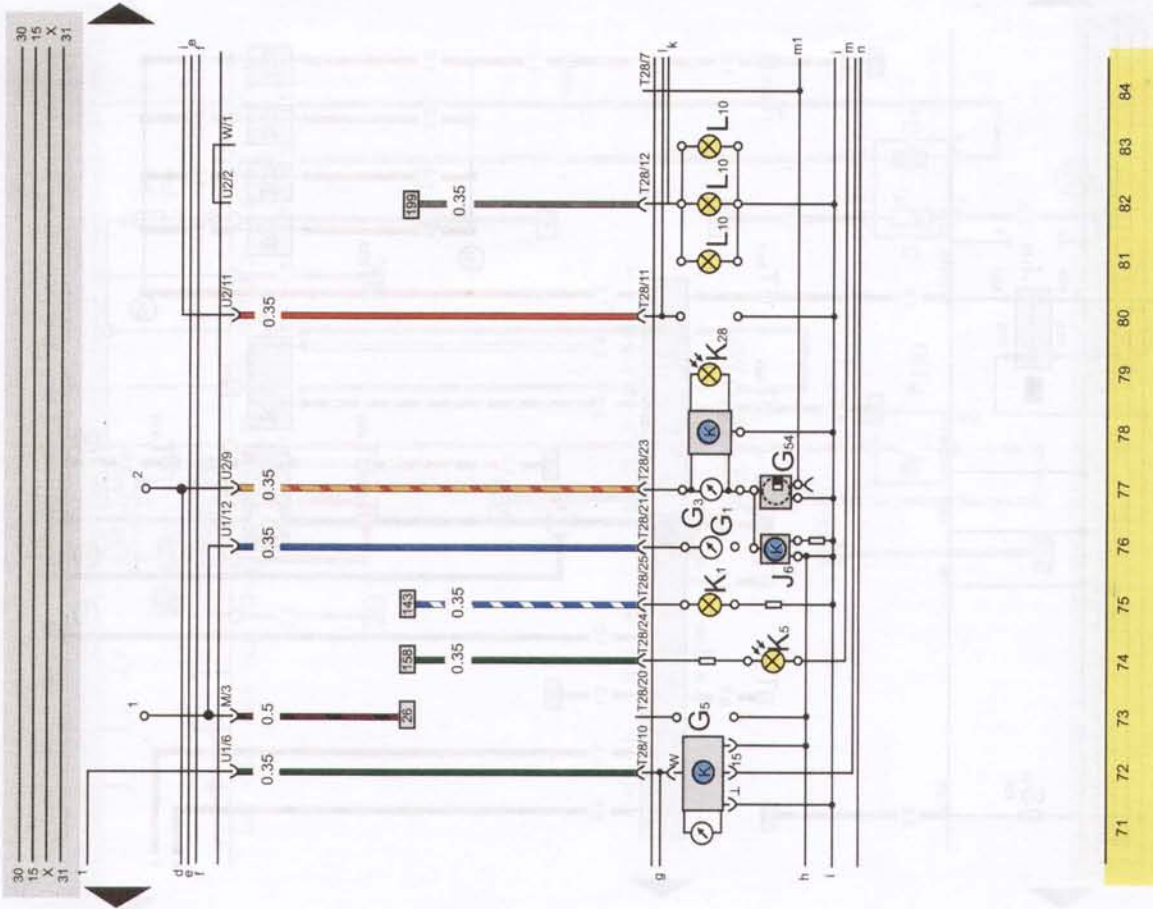 30
15
X
31
30
15
X
31
1
d
e
f
i
e
f
1
2
U1/6
M/3
U1/12
U2/9
U2/11
U2/2
W/1
0.35
0.5
0.35
0.35
0.35
26
158
143
199
0.35
0.35
0.35
T28/10
T28/20
T28/24
T28/25
T28/21
T28/23
T28/11
T28/12
T28/7
g
l
k
W
15
⊥
K
G5
K5
K1
G1
G3
K
K28
L10
L10
L10
J6
K
G54
h
i
m1
i
m
n
71
72
73
74
75
76
77
78
79
80
81
82
83
84